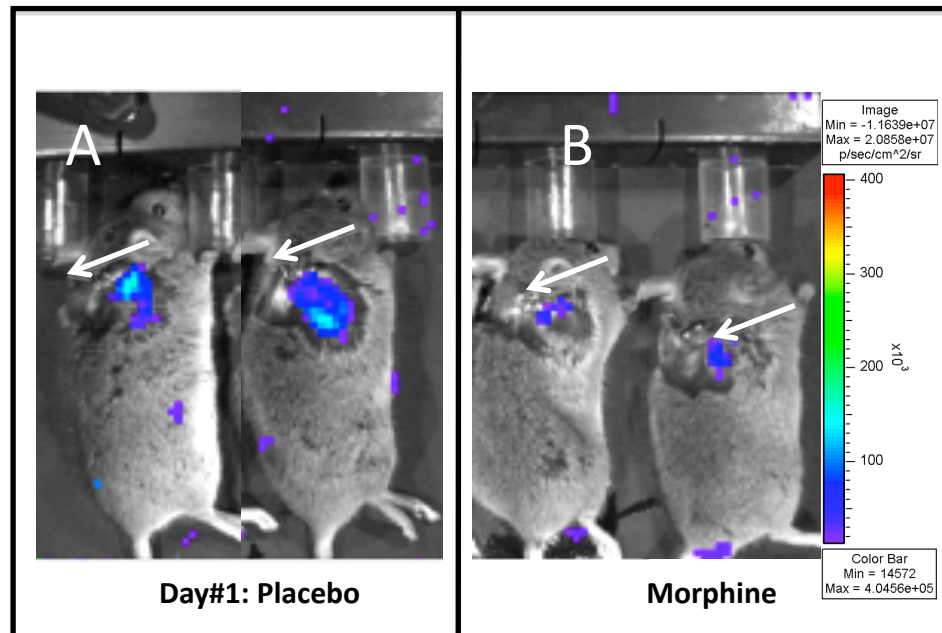 A
B
Image
Min = -1.1639e+07
Max = 2.0858e+07
p/sec/cm^2/sr
400
300
200
100
x10³
Color Bar
Min = 14572
Max = 4.0456e+05
Day#1: Placebo
Morphine